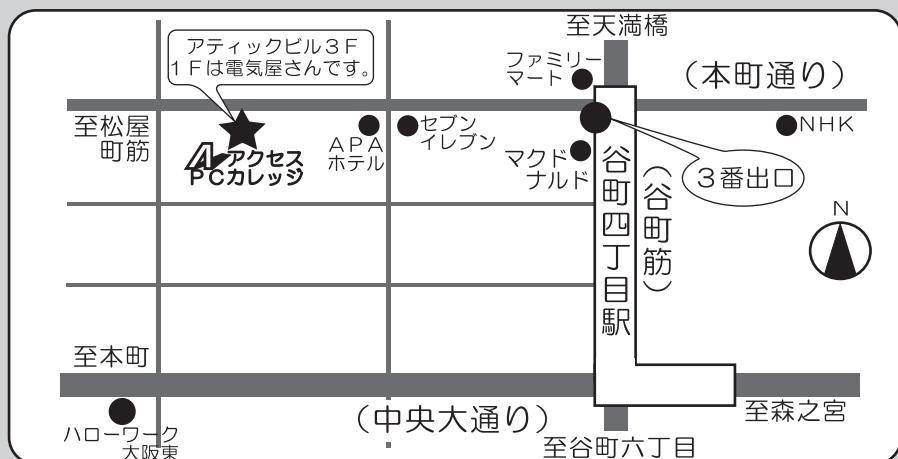 至天満橋
アティックビル３Ｆ
１Ｆは電気屋さんです。
ファミリー
マート
（本町通り）
至松屋
町筋
アクセス
ＰＣカレッジ
ＡＰＡ
ホテル
セブン
イレブン
マクド
ナルド
ＮＨＫ
３番出口
谷町四丁目駅
（谷町筋）
N
至本町
（中央大通り）
至森之宮
ハローワーク
大阪東
至谷町六丁目